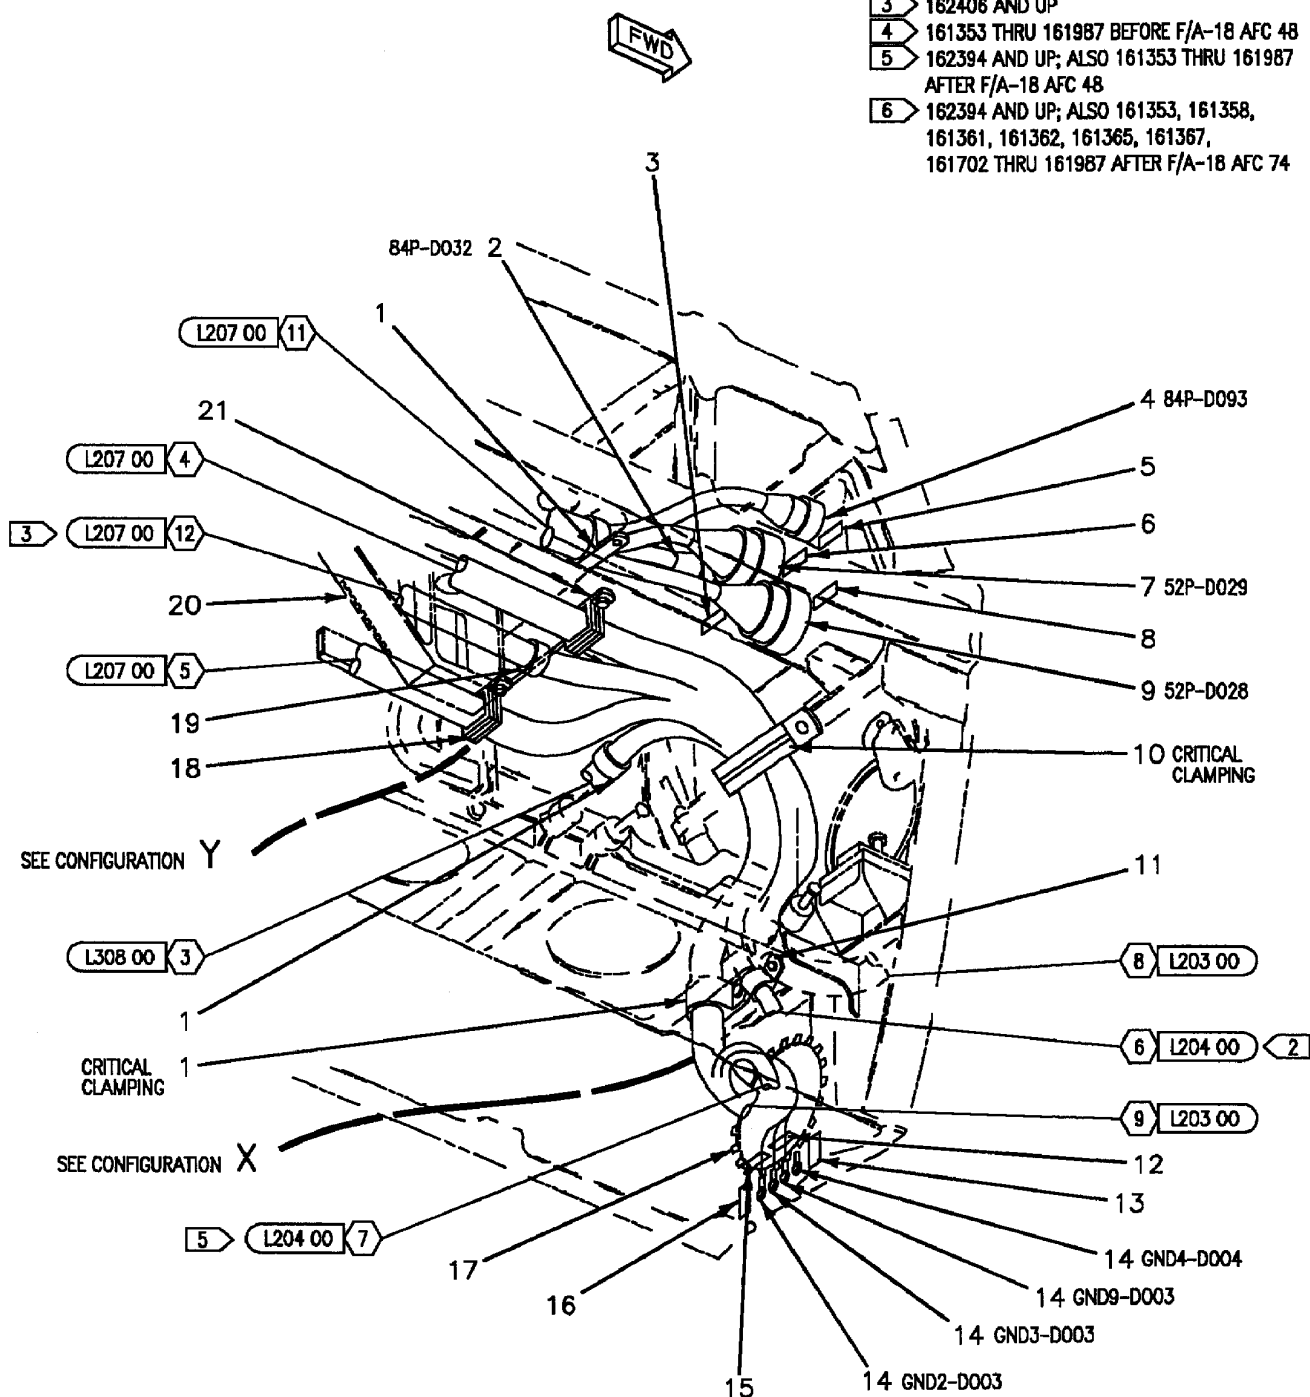 3 162406 AND UP
4 161353 THRU 161987 BEFORE F/A-18 AFC 48
5 162394 AND UP; ALSO 161353 THRU 161987
AFTER F/A-18 AFC 48
6 162394 AND UP; ALSO 161353, 161358,
161361, 161362, 161365, 161367,
161702 THRU 161987 AFTER F/A-18 AFC 74
FWD
3
84P-D032 2
1
L207 00 11
4 84P-D093
21
5
L207 00 4
6
3 L207 00 12
7 52P-D029
20
8
L207 00 5
9 52P-D028
19
18
10 CRITICAL
CLAMPING
SEE CONFIGURATION Y
11
L308 00 3
8 L203 00
1
6 L204 00 2
CRITICAL
CLAMPING 1
9 L203 00
SEE CONFIGURATION X
12
13
5 L204 00 7
17
14 GND4-D004
16
14 GND9-D003
14 GND3-D003
15
14 GND2-D003